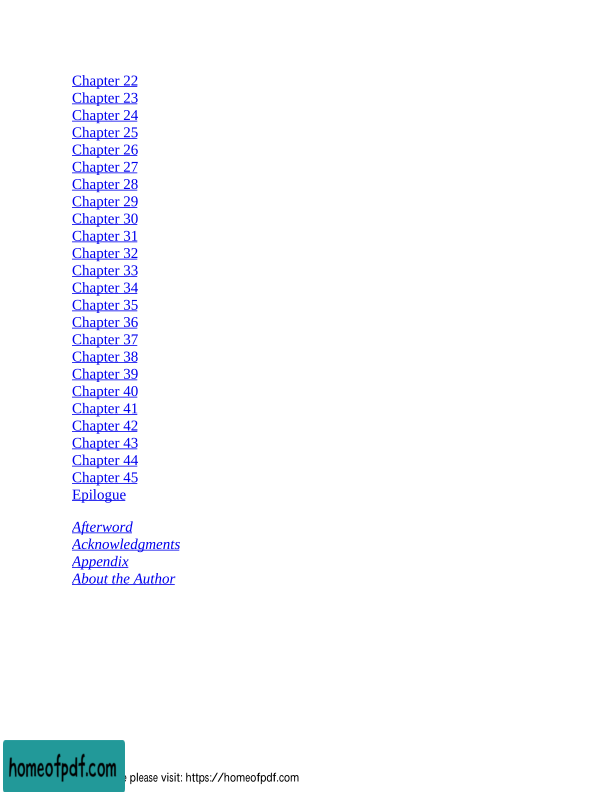 Chapter 22
Chapter 23
Chapter 24
Chapter 25
Chapter 26
Chapter 27
Chapter 28
Chapter 29
Chapter 30
Chapter 31
Chapter 32
Chapter 33
Chapter 34
Chapter 35
Chapter 36
Chapter 37
Chapter 38
Chapter 39
Chapter 40
Chapter 41
Chapter 42
Chapter 43
Chapter 44
Chapter 45
Epilogue
Afterword
Acknowledgments
Appendix
About the Author
homeofpdf.com
please visit: https://homeofpdf.com